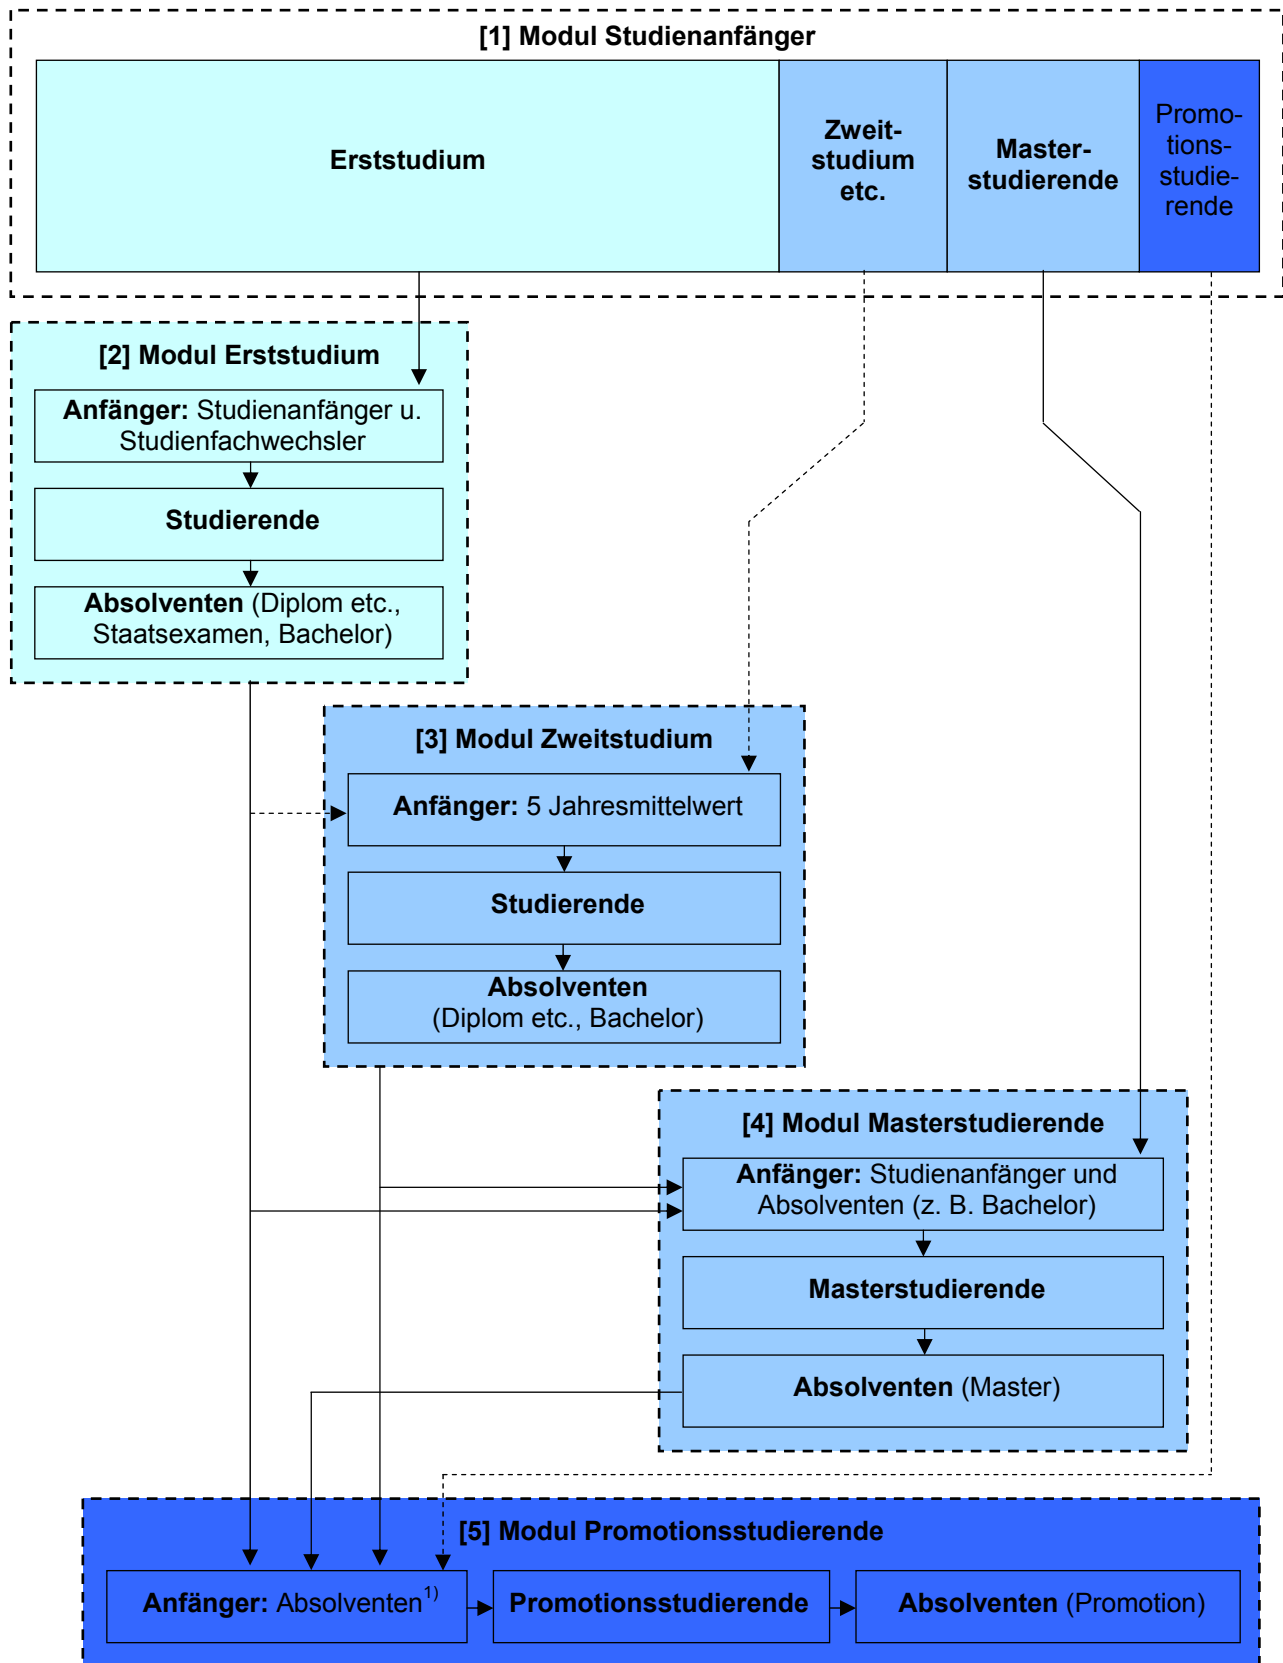 [1] Modul Studienanfänger
Erststudium
Zweit-
studium
etc.
Master-
studierende
Promo-
tions-
studie-
rende
[2] Modul Erststudium
Anfänger: Studienanfänger u.
Studienfachwechsler
Studierende
Absolventen (Diplom etc.,
Staatsexamen, Bachelor)
[3] Modul Zweitstudium
Anfänger: 5 Jahresmittelwert
Studierende
Absolventen
(Diplom etc., Bachelor)
[4] Modul Masterstudierende
Anfänger: Studienanfänger und
Absolventen (z. B. Bachelor)
Masterstudierende
Absolventen (Master)
[5] Modul Promotionsstudierende
Anfänger: Absolventen1)
Promotionsstudierende
Absolventen (Promotion)